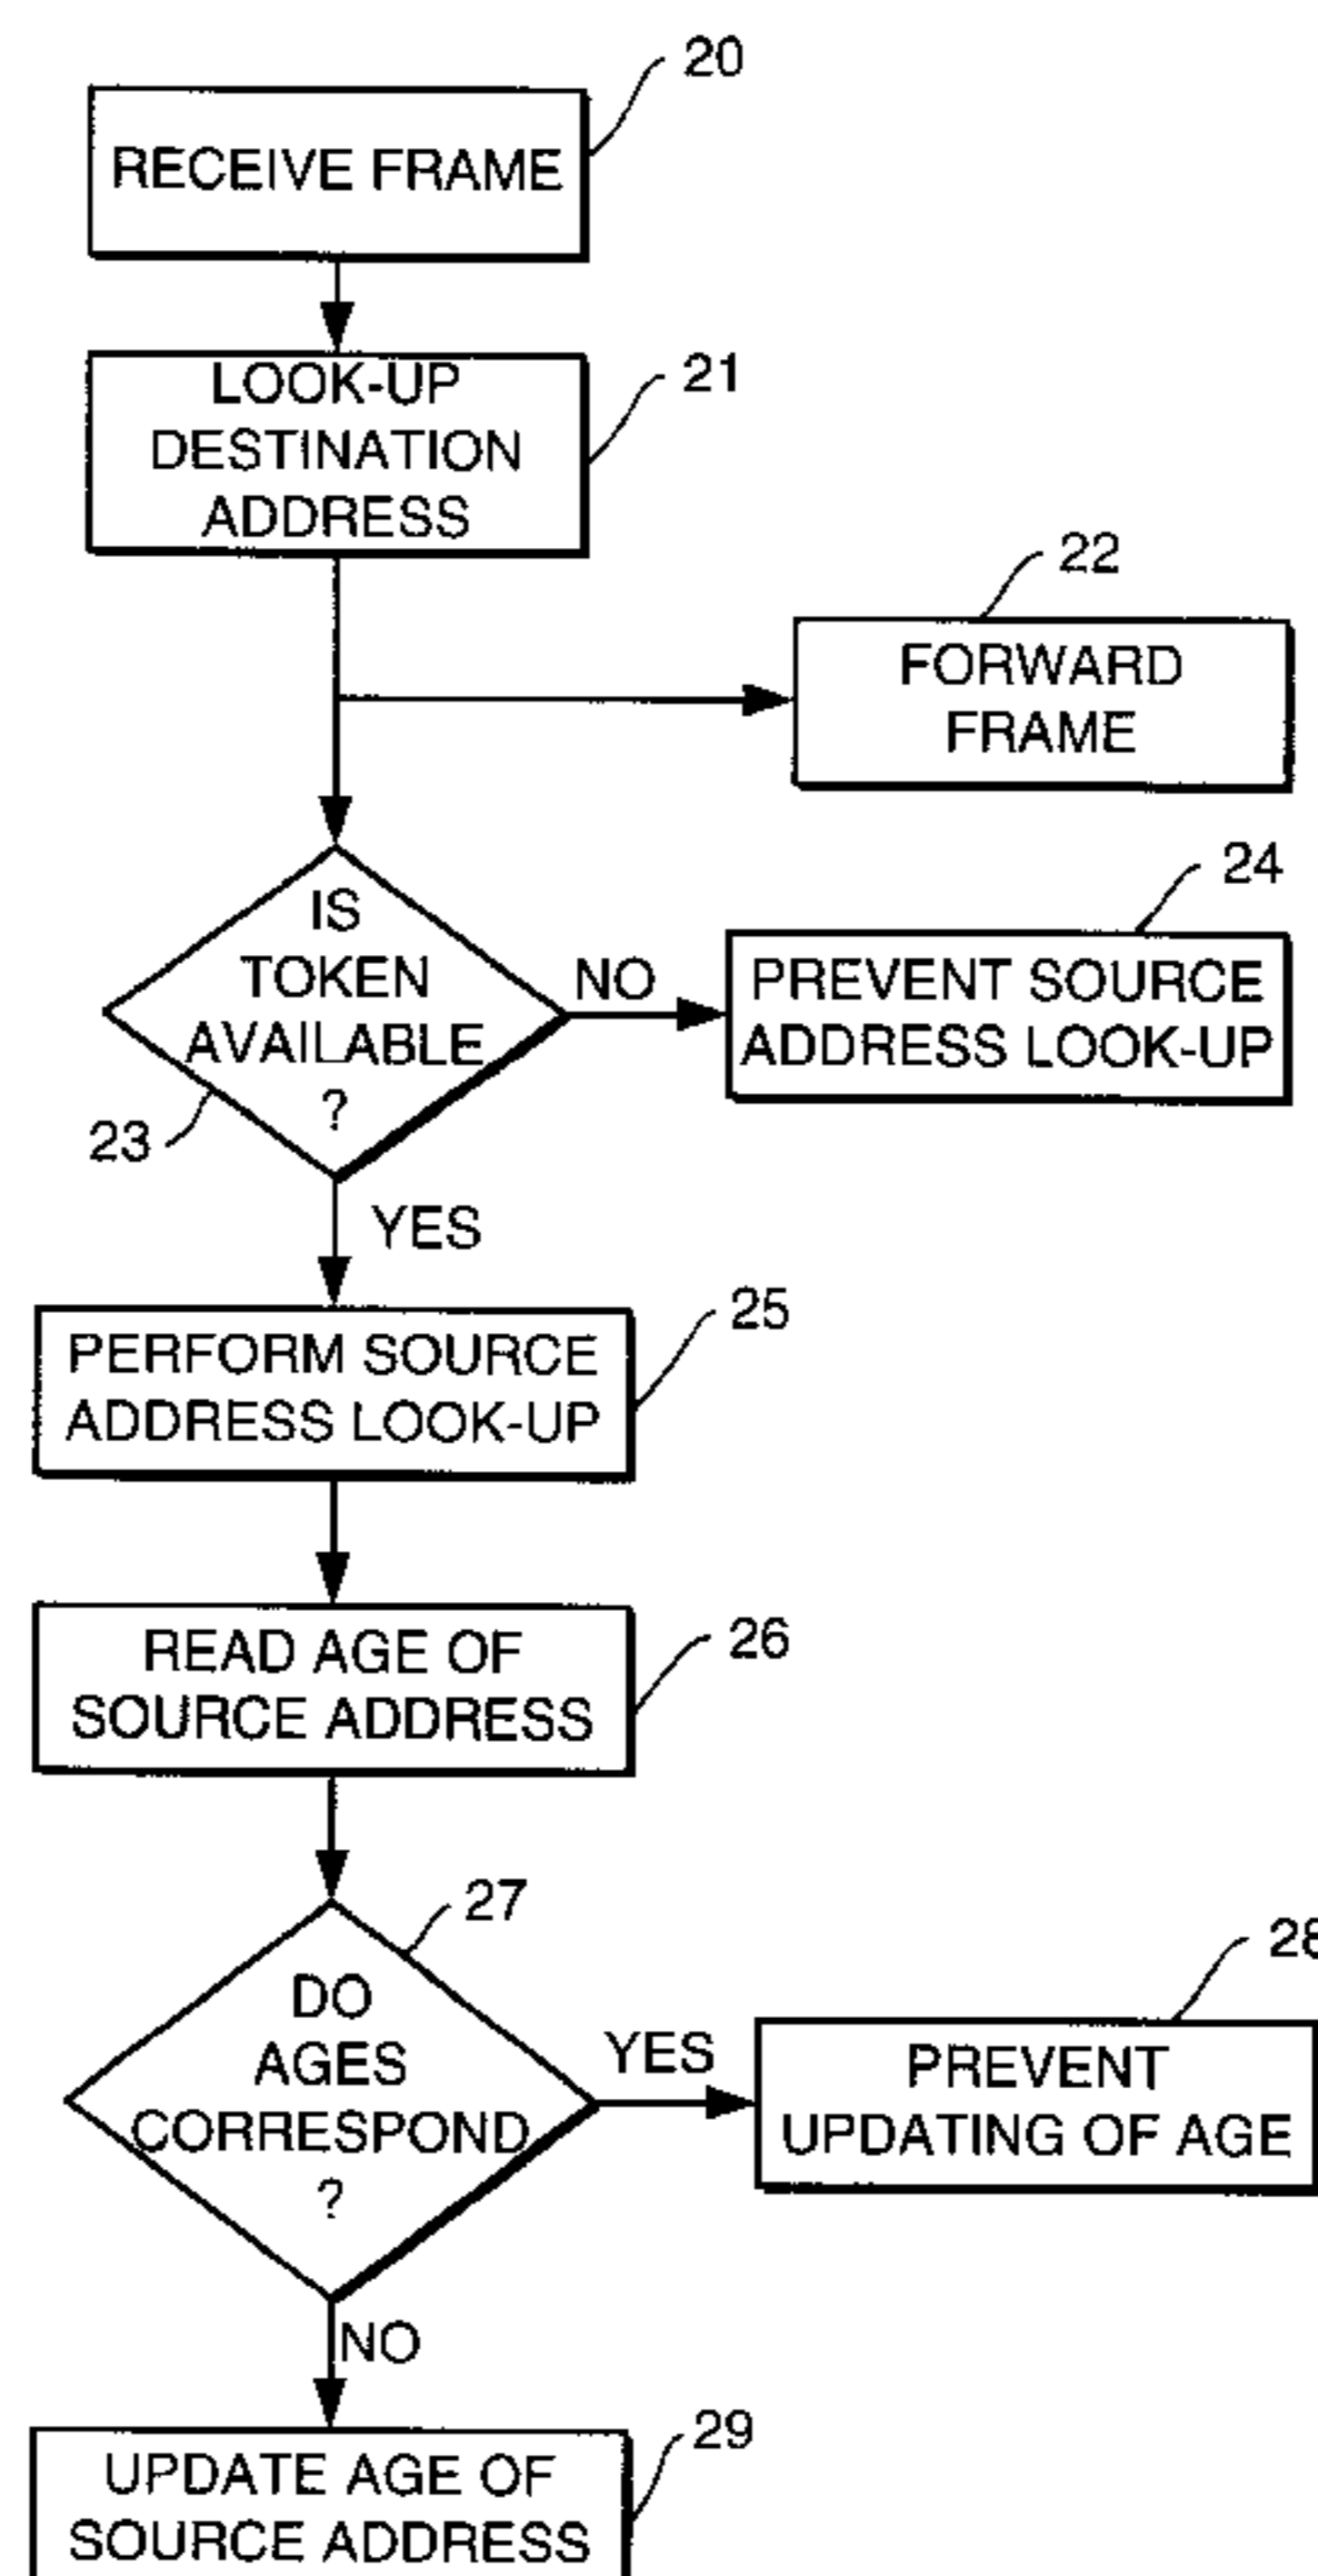 20
RECEIVE FRAME
21
LOOK-UP
DESTINATION
ADDRESS
22
FORWARD
FRAME
24
IS
TOKEN
AVAILABLE
?
NO
PREVENT SOURCE
ADDRESS LOOK-UP
23
YES
25
PERFORM SOURCE
ADDRESS LOOK-UP
26
READ AGE OF
SOURCE ADDRESS
27
28
DO
AGES
CORRESPOND
?
YES
PREVENT
UPDATING OF AGE
NO
29
UPDATE AGE OF
SOURCE ADDRESS